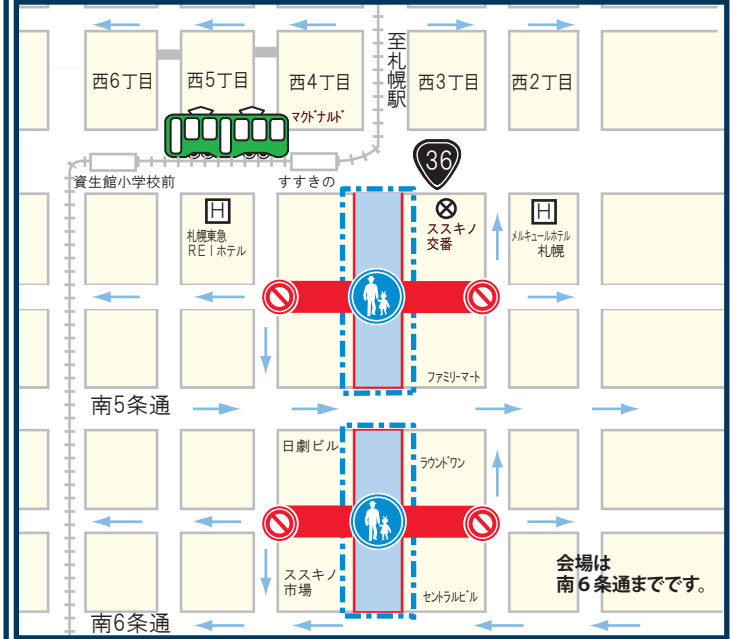 西6丁目
西5丁目
西4丁目
至札幌駅
西3丁目
西2丁目
マクドナルド
36
資生館小学校前
すすきの
H
札幌東急
REIホテル
ススキノ
交番
H
メルキュールホテル
札幌
ファミリーマート
南5条通
日劇ビル
ラウンドワン
ススキノ
市場
セントラルビル
会場は
南6条通までです。
南6条通